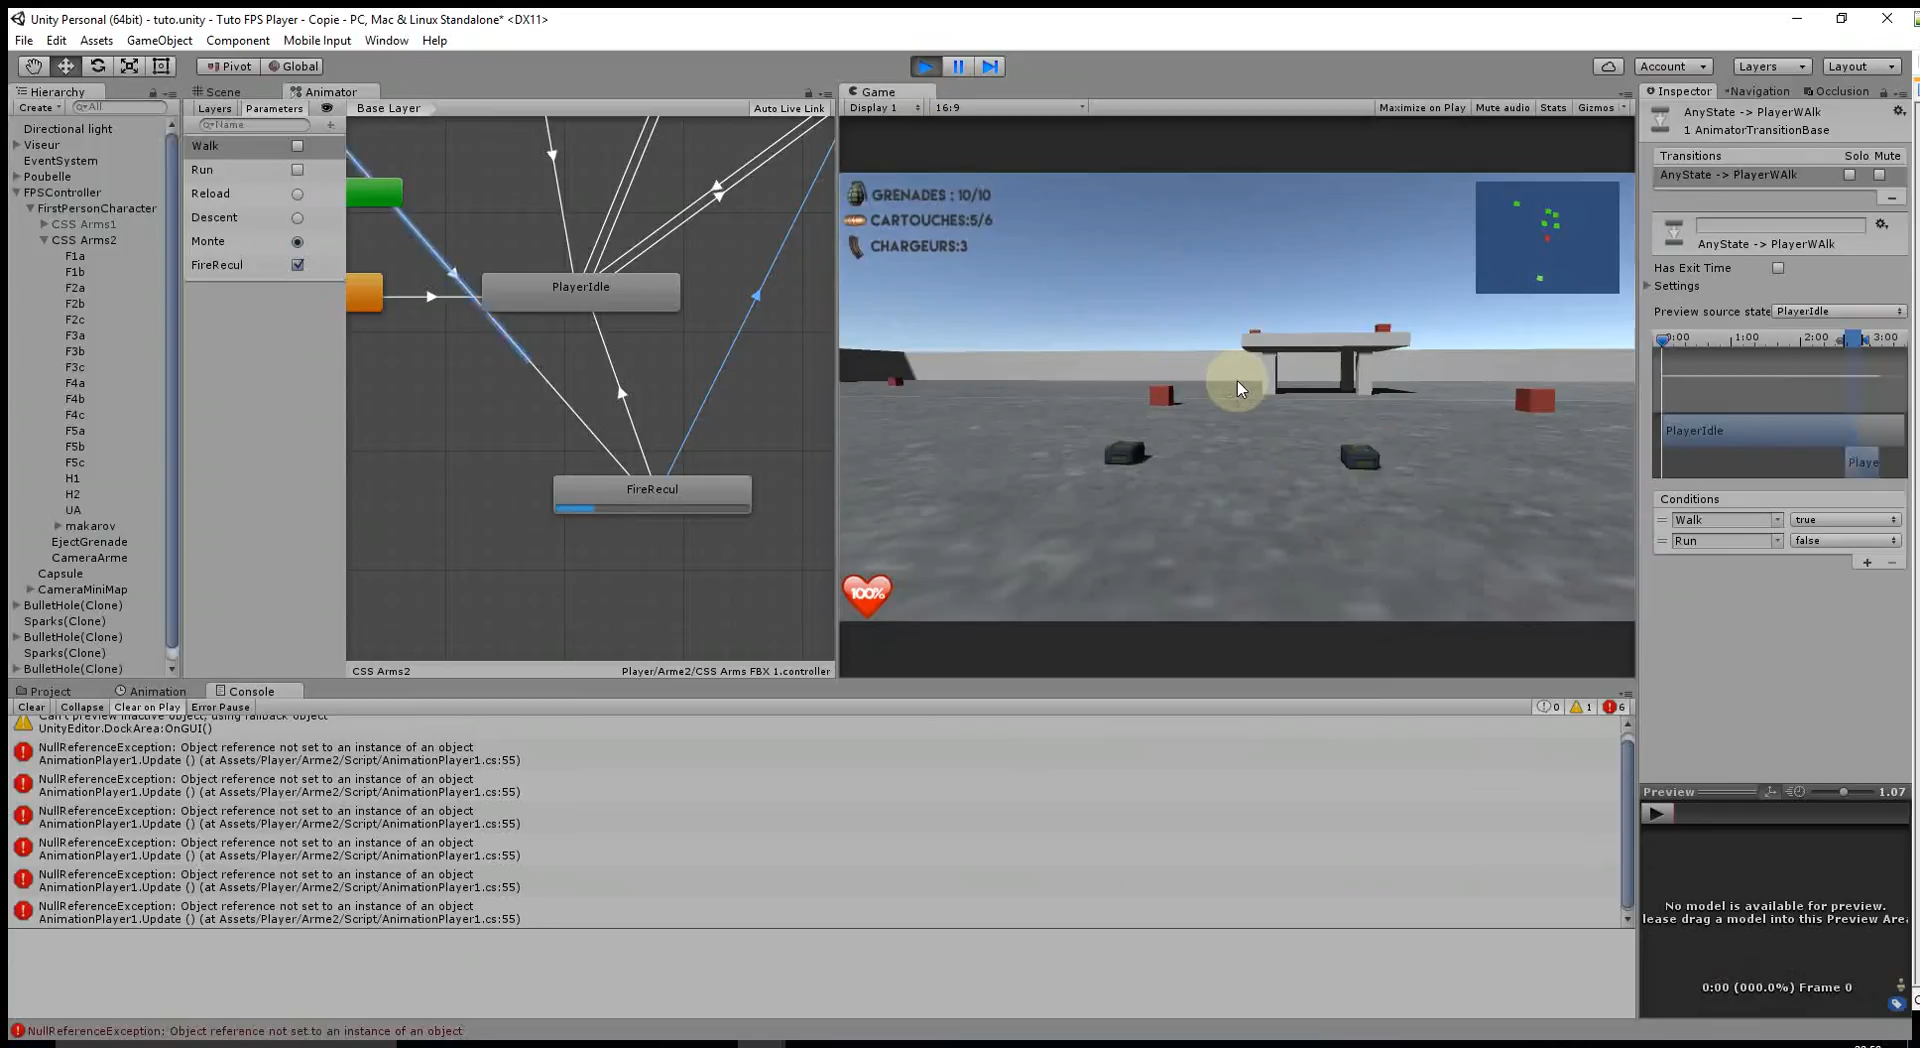 Unity Personal (64bit) - tuto.unity - Tuto FPS Player - Copie - PC, Mac & Linux Standalone* <DX11>
File Edit Assets GameObject Component Mobile Input Window Help
Pivot Global Account Layers Layout
Hierarchy Scene Animator Game Inspector Navigation Occlusion
Create All Layers Parameters Base Layer Auto Live Link Display 1 16:9 Maximize on Play Mute audio Stats Gizmos
Name
Walk
Run
Reload
Descent
Monte
FireRecul
Directional light
Viseur
EventSystem
Poubelle
FPSController
FirstPersonCharacter
CSS Arms1
CSS Arms2
F1a
F1b
F2a
F2b
F2c
F3a
F3b
F3c
F4a
F4b
F4c
F5a
F5b
F5c
H1
H2
UA
makarov
EjectGrenade
CameraArme
Capsule
CameraMiniMap
BulletHole(Clone)
Sparks(Clone)
BulletHole(Clone)
Sparks(Clone)
BulletHole(Clone)
PlayerIdle
FireRecul
CSS Arms2 Player/Arme2/CSS Arms FBX 1.controller
GRENADES : 10/10
CARTOUCHES:5/6
CHARGEURS:3
100%
AnyState -> PlayerWAlk
1 AnimatorTransitionBase
Transitions Solo Mute
AnyState -> PlayerWAlk
AnyState -> PlayerWAlk
Has Exit Time
Settings
Preview source state PlayerIdle
0:00 1:00 2:00 3:00
PlayerIdle
Playe
Conditions
Walk true
Run false
Project Animation Console
Clear Collapse Clear on Play Error Pause 0 1 6
Can't preview inactive object, using fallback object
UnityEditor.DockArea:OnGUI()
NullReferenceException: Object reference not set to an instance of an object
AnimationPlayer1.Update () (at Assets/Player/Arme2/Script/AnimationPlayer1.cs:55)
NullReferenceException: Object reference not set to an instance of an object
AnimationPlayer1.Update () (at Assets/Player/Arme2/Script/AnimationPlayer1.cs:55)
NullReferenceException: Object reference not set to an instance of an object
AnimationPlayer1.Update () (at Assets/Player/Arme2/Script/AnimationPlayer1.cs:55)
NullReferenceException: Object reference not set to an instance of an object
AnimationPlayer1.Update () (at Assets/Player/Arme2/Script/AnimationPlayer1.cs:55)
NullReferenceException: Object reference not set to an instance of an object
AnimationPlayer1.Update () (at Assets/Player/Arme2/Script/AnimationPlayer1.cs:55)
NullReferenceException: Object reference not set to an instance of an object
AnimationPlayer1.Update () (at Assets/Player/Arme2/Script/AnimationPlayer1.cs:55)
Preview 1.07
No model is available for preview.
lease drag a model into this Preview Are
0:00 (000.0%) Frame 0
NullReferenceException: Object reference not set to an instance of an object